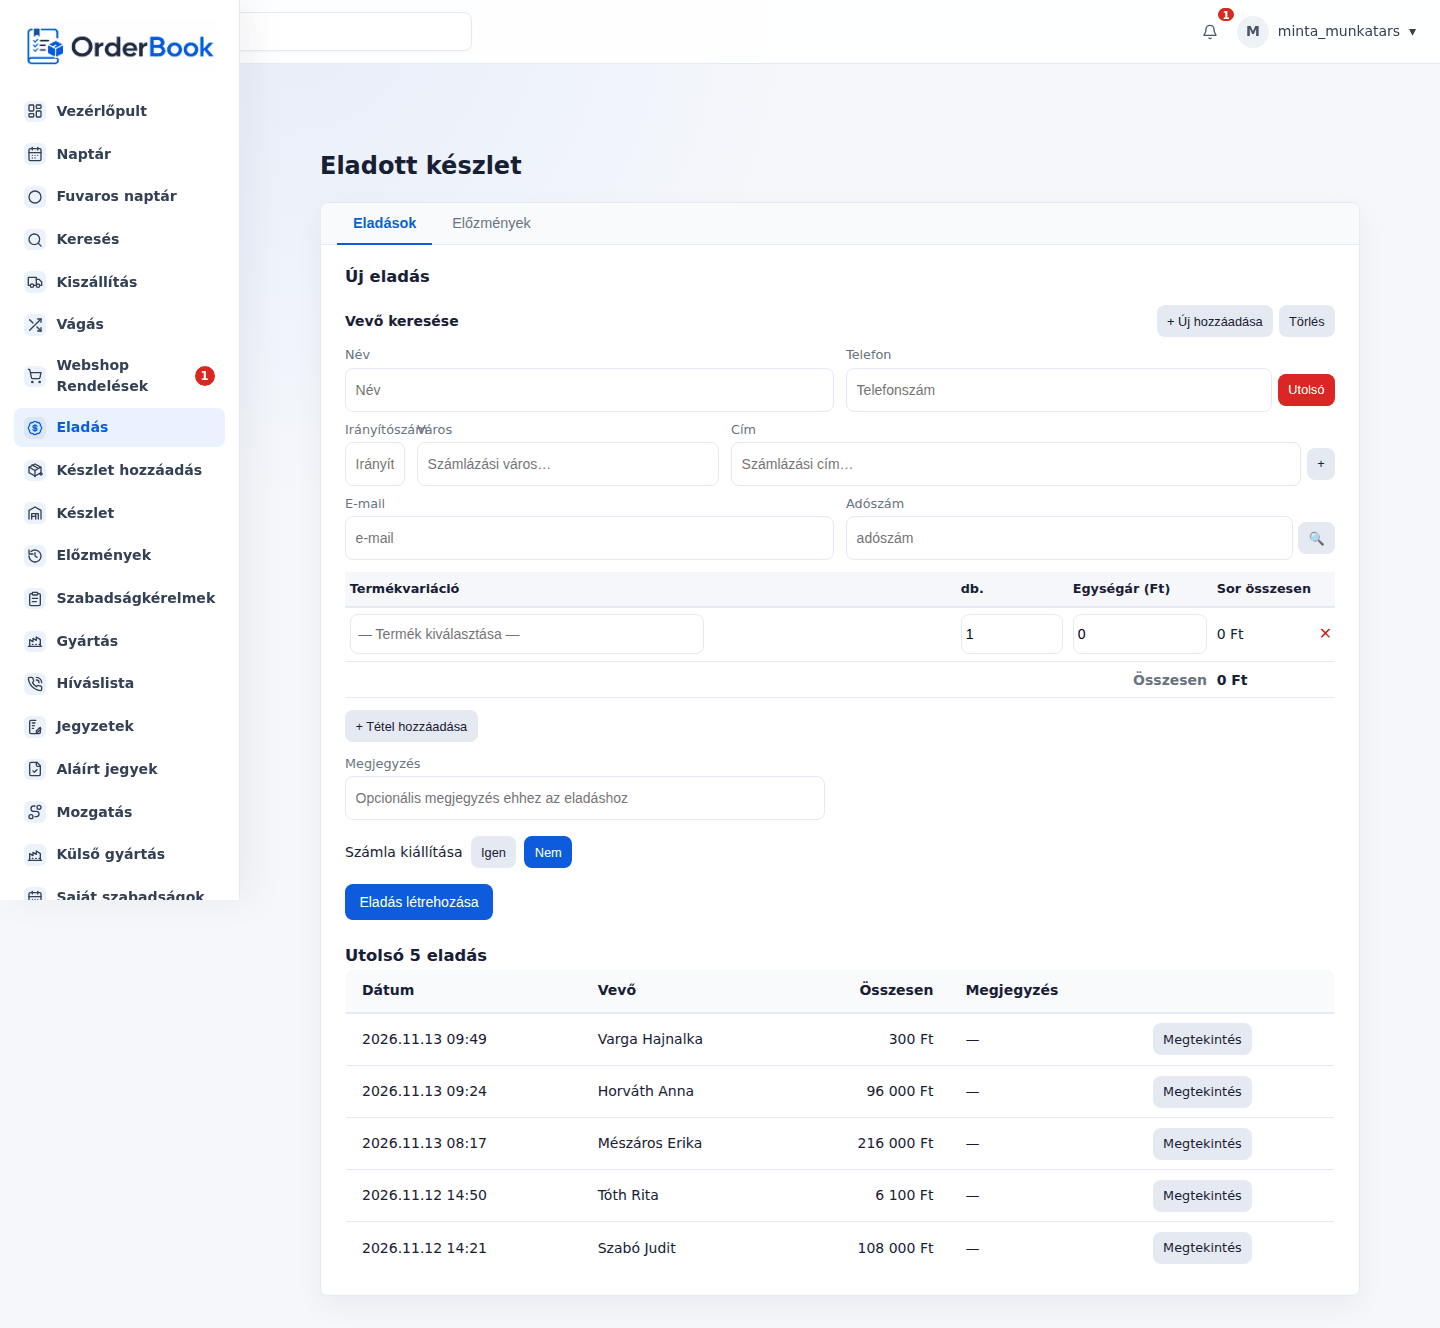 OrderBook
1
M
minta_munkatars ▾
Vezérlőpult
Naptár
Fuvaros naptár
Keresés
Kiszállítás
Vágás
Webshop
Rendelések
1
Eladás
Készlet hozzáadás
Készlet
Előzmények
Szabadságkérelmek
Gyártás
Híváslista
Jegyzetek
Aláírt jegyek
Mozgatás
Külső gyártás
Saját szabadságok
Eladott készlet
Eladások Előzmények
Új eladás
Vevő keresése + Új hozzáadása Törlés
Név Telefon
Név Telefonszám Utolsó
Irányítószám Város Cím
Irányít Számlázási város… Számlázási cím… +
E-mail Adószám
e-mail adószám 🔍
Termékvariáció db. Egységár (Ft) Sor összesen
— Termék kiválasztása — 1 0 0 Ft ✕
Összesen 0 Ft
+ Tétel hozzáadása
Megjegyzés
Opcionális megjegyzés ehhez az eladáshoz
Számla kiállítása Igen Nem
Eladás létrehozása
Utolsó 5 eladás
Dátum Vevő Összesen Megjegyzés
2026.11.13 09:49 Varga Hajnalka 300 Ft — Megtekintés
2026.11.13 09:24 Horváth Anna 96 000 Ft — Megtekintés
2026.11.13 08:17 Mészáros Erika 216 000 Ft — Megtekintés
2026.11.12 14:50 Tóth Rita 6 100 Ft — Megtekintés
2026.11.12 14:21 Szabó Judit 108 000 Ft — Megtekintés